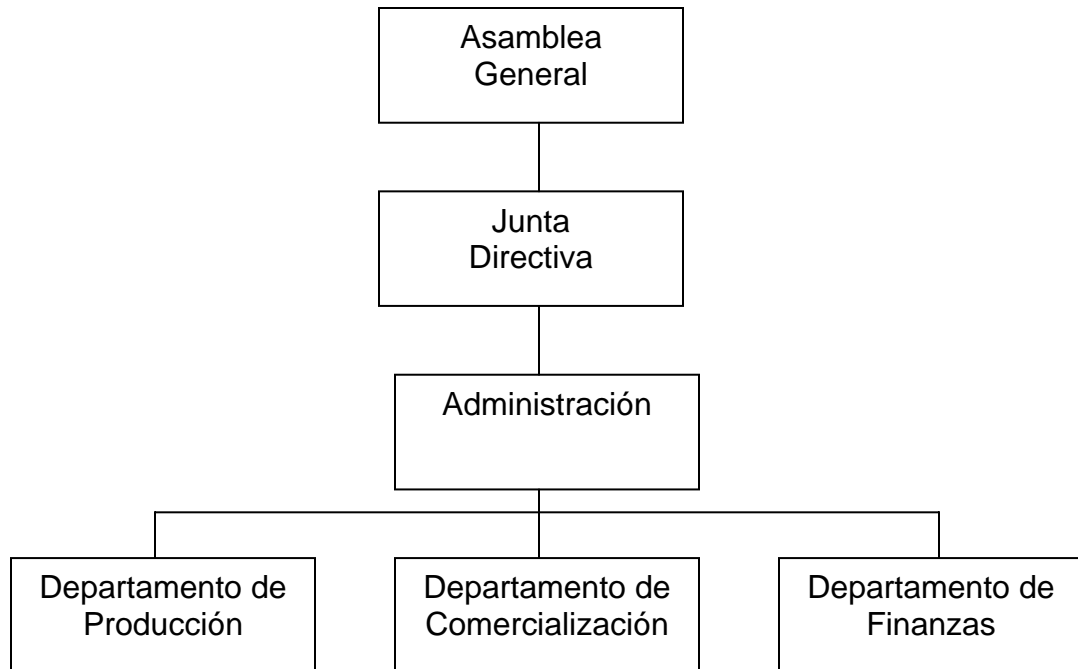 Asamblea
General
Junta
Directiva
Administración
Departamento de
Producción
Departamento de
Comercialización
Departamento de
Finanzas